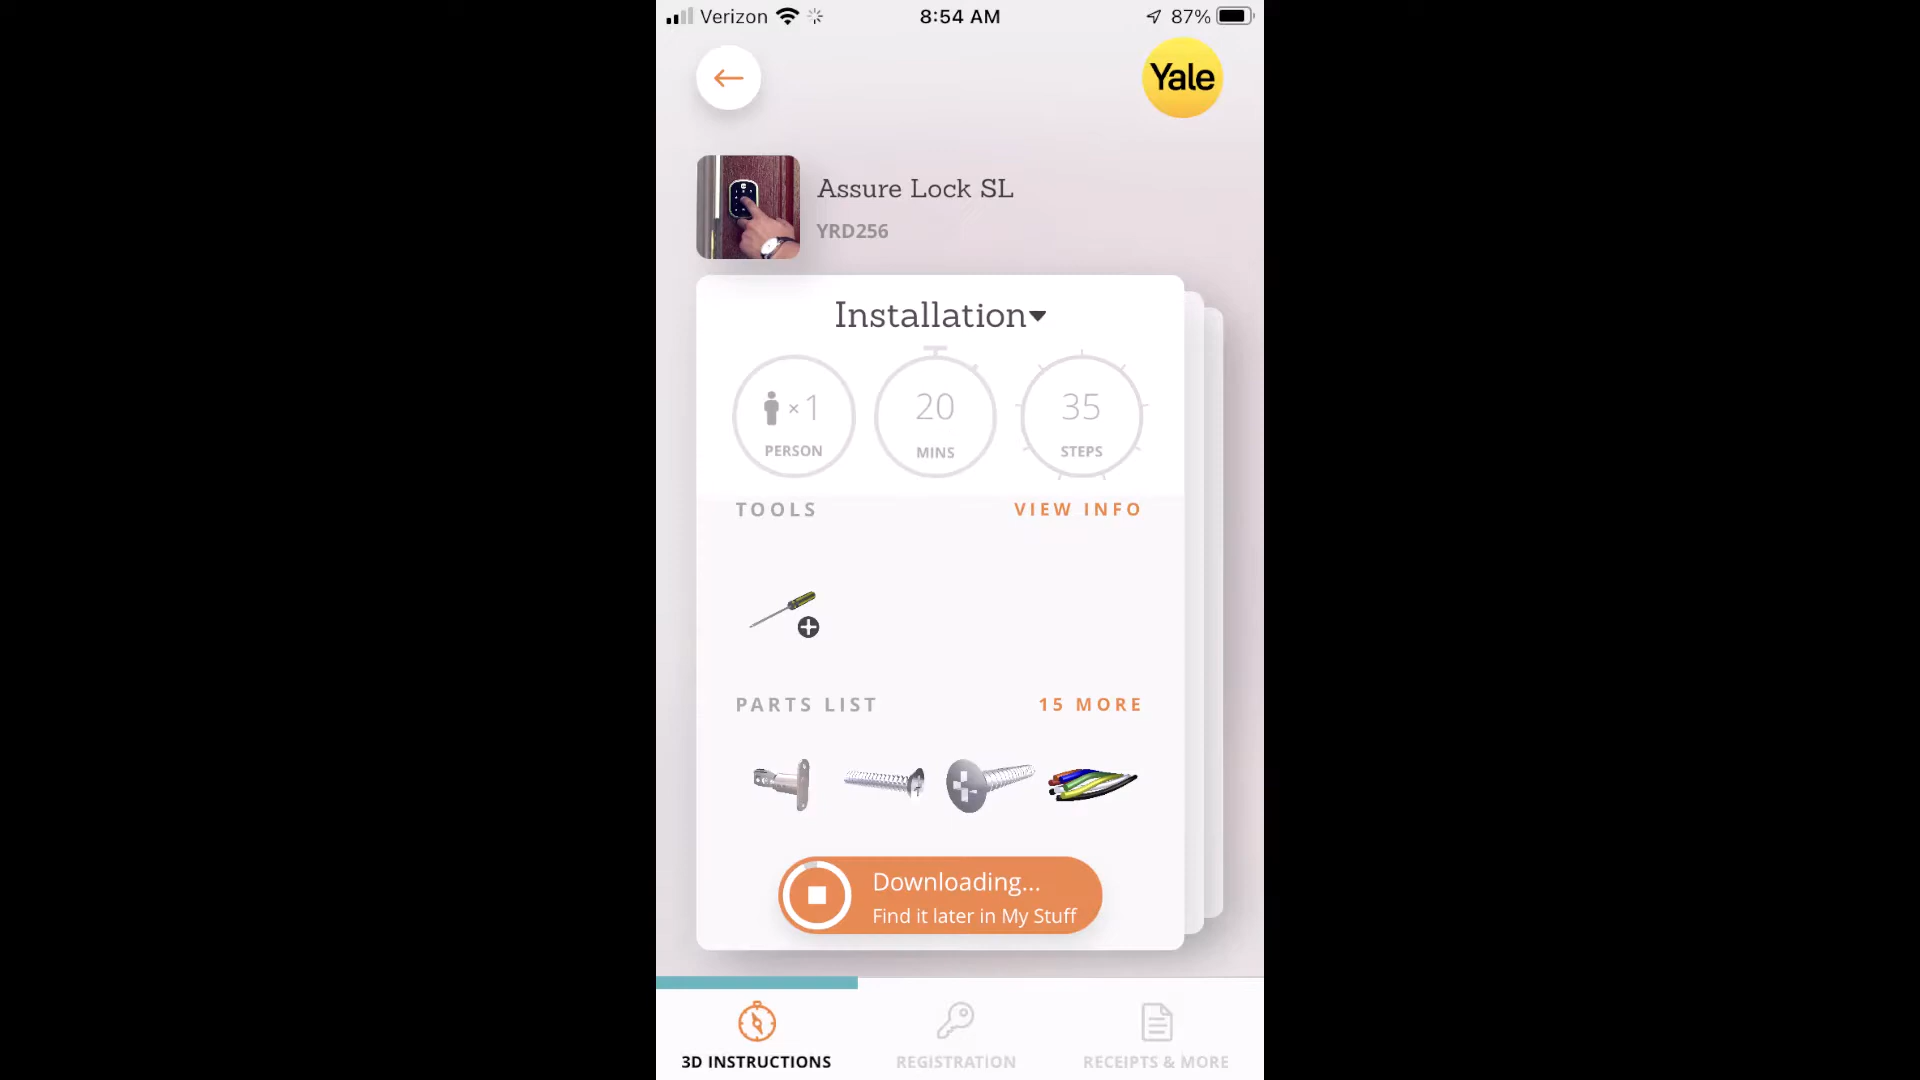 Verizon
8:54 AM
87%
Yale
Assure Lock SL
YRD256
Installation
×1
PERSON
20
MINS
35
STEPS
TOOLS
VIEW INFO
PARTS LIST
15 MORE
Downloading...
Find it later in My Stuff
3D INSTRUCTIONS
REGISTRATION
RECEIPTS & MORE